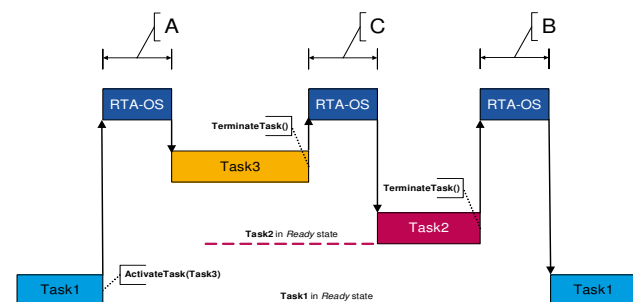 A
C
B
RTA-OS
RTA-OS
RTA-OS
TerminateTask()
Task3
TerminateTask()
Task2
Task2 in Ready state
ActivateTask(Task3)
Task1
Task1 in Ready state
Task1